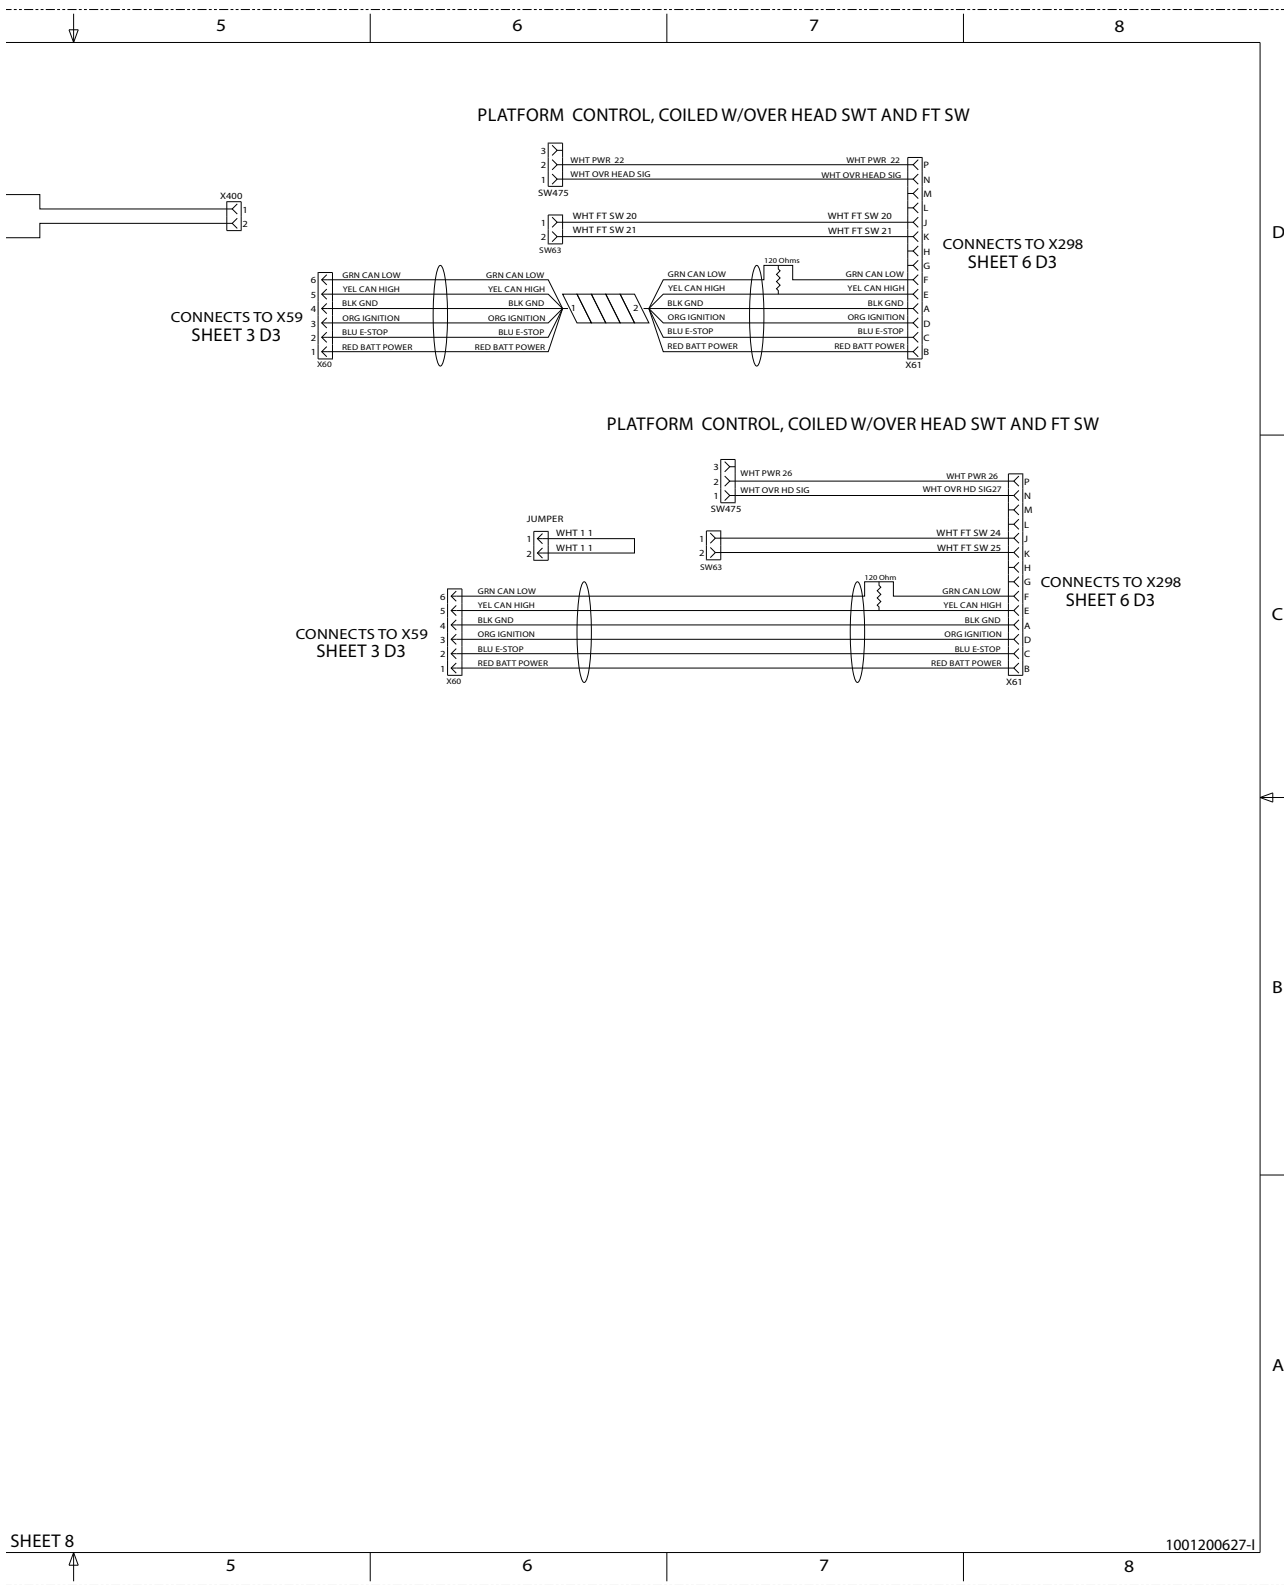 5 6 7 8
PLATFORM CONTROL, COILED W/OVER HEAD SWT AND FT SW
3
2 WHT PWR 22 WHT PWR 22 P
1 WHT OVR HEAD SIG WHT OVR HEAD SIG N
SW475
M
X400
L
1
2
1 WHT FT SW 20 WHT FT SW 20 J
2 WHT FT SW 21 WHT FT SW 21 K
SW63
D
H
CONNECTS TO X298
SHEET 6 D3
G
120 Ohms
6 GRN CAN LOW GRN CAN LOW GRN CAN LOW GRN CAN LOW F
5 YEL CAN HIGH YEL CAN HIGH YEL CAN HIGH YEL CAN HIGH E
4 BLK GND BLK GND 1 2 BLK GND BLK GND A
CONNECTS TO X59
SHEET 3 D3
3 ORG IGNITION ORG IGNITION ORG IGNITION ORG IGNITION D
2 BLU E-STOP BLU E-STOP BLU E-STOP BLU E-STOP C
1 RED BATT POWER RED BATT POWER RED BATT POWER RED BATT POWER B
X60 X61
PLATFORM CONTROL, COILED W/OVER HEAD SWT AND FT SW
3
2 WHT PWR 26 WHT PWR 26 P
1 WHT OVR HD SIG WHT OVR HD SIG27 N
SW475
M
L
JUMPER
1 WHT 1 1
2 WHT 1 1
1 WHT FT SW 24 J
2 WHT FT SW 25 K
SW63
H
G
CONNECTS TO X298
SHEET 6 D3
120 Ohm
6 GRN CAN LOW GRN CAN LOW F
5 YEL CAN HIGH YEL CAN HIGH E
C
4 BLK GND BLK GND A
CONNECTS TO X59
SHEET 3 D3
3 ORG IGNITION ORG IGNITION D
2 BLU E-STOP BLU E-STOP C
1 RED BATT POWER RED BATT POWER B
X60 X61
B
A
SHEET 8
1001200627-I
5 6 7 8